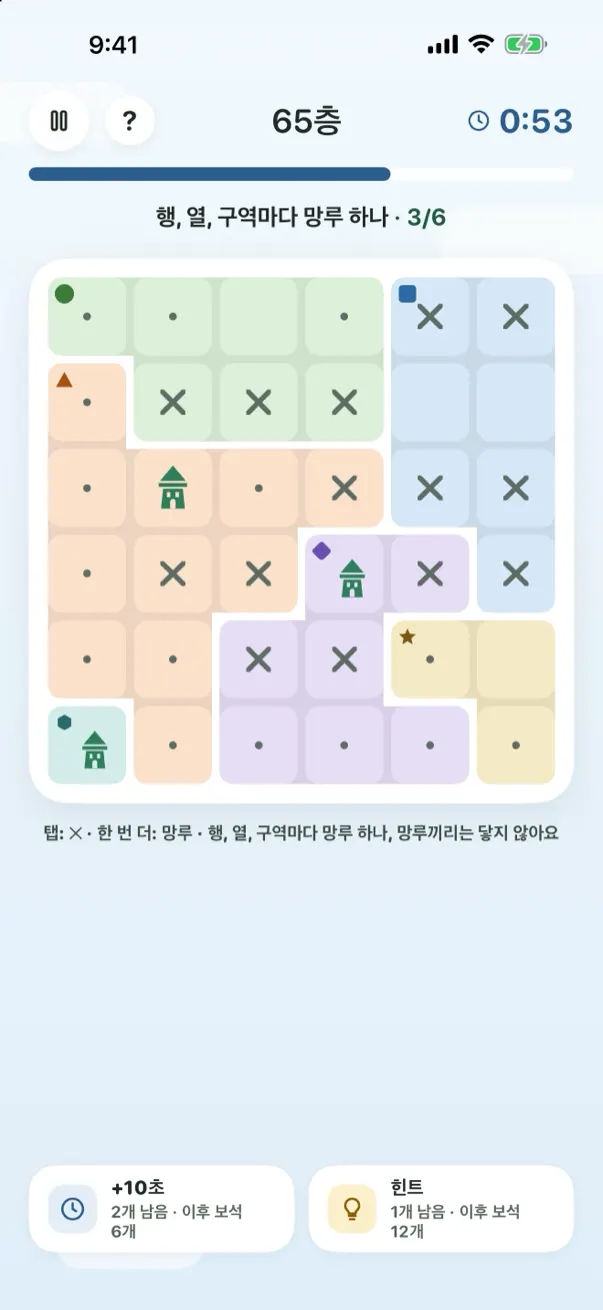 9:41
?
65층
0:53
행, 열, 구역마다 망루 하나 · 3/6
탭: × · 한 번 더: 망루 · 행, 열, 구역마다 망루 하나, 망루끼리는 닿지 않아요
+10초
2개 남음 · 이후 보석
6개
힌트
1개 남음 · 이후 보석
12개